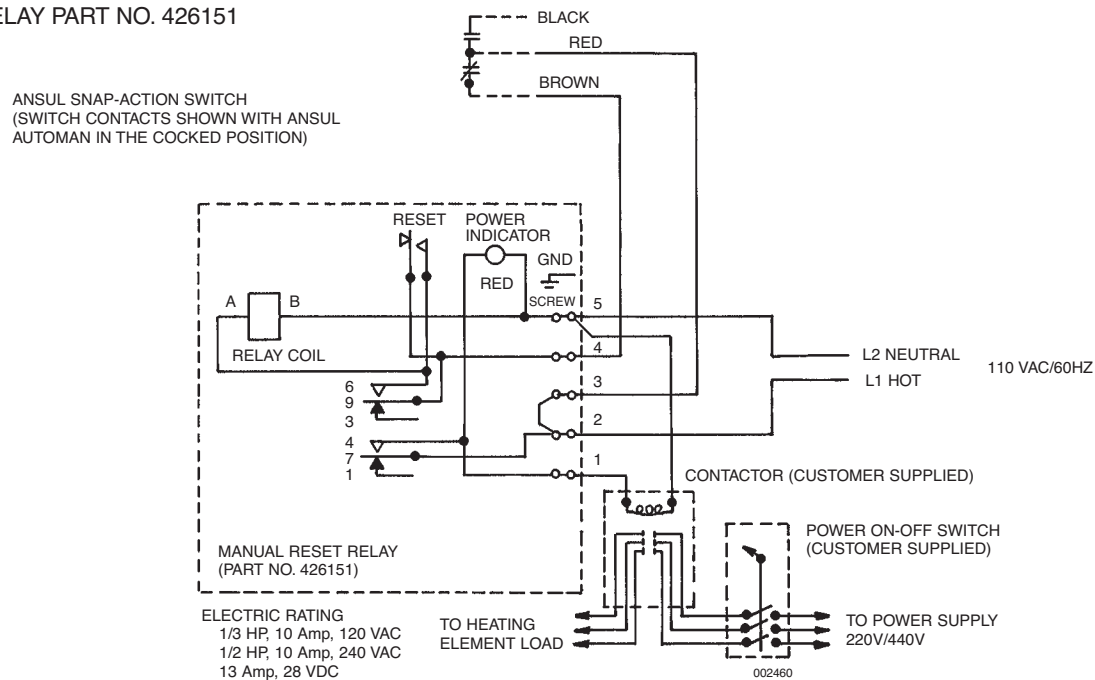 ELAY PART NO. 426151
BLACK
RED
BROWN
ANSUL SNAP-ACTION SWITCH
(SWITCH CONTACTS SHOWN WITH ANSUL
AUTOMAN IN THE COCKED POSITION)
RESET
POWER
INDICATOR
RED
GND
SCREW
A
B
RELAY COIL
5
4
3
2
1
6
9
3
4
7
1
L2 NEUTRAL
L1 HOT
110 VAC/60HZ
CONTACTOR (CUSTOMER SUPPLIED)
POWER ON-OFF SWITCH
(CUSTOMER SUPPLIED)
MANUAL RESET RELAY
(PART NO. 426151)
ELECTRIC RATING
1/3 HP, 10 Amp, 120 VAC
1/2 HP, 10 Amp, 240 VAC
13 Amp, 28 VDC
TO HEATING
ELEMENT LOAD
TO POWER SUPPLY
220V/440V
002460